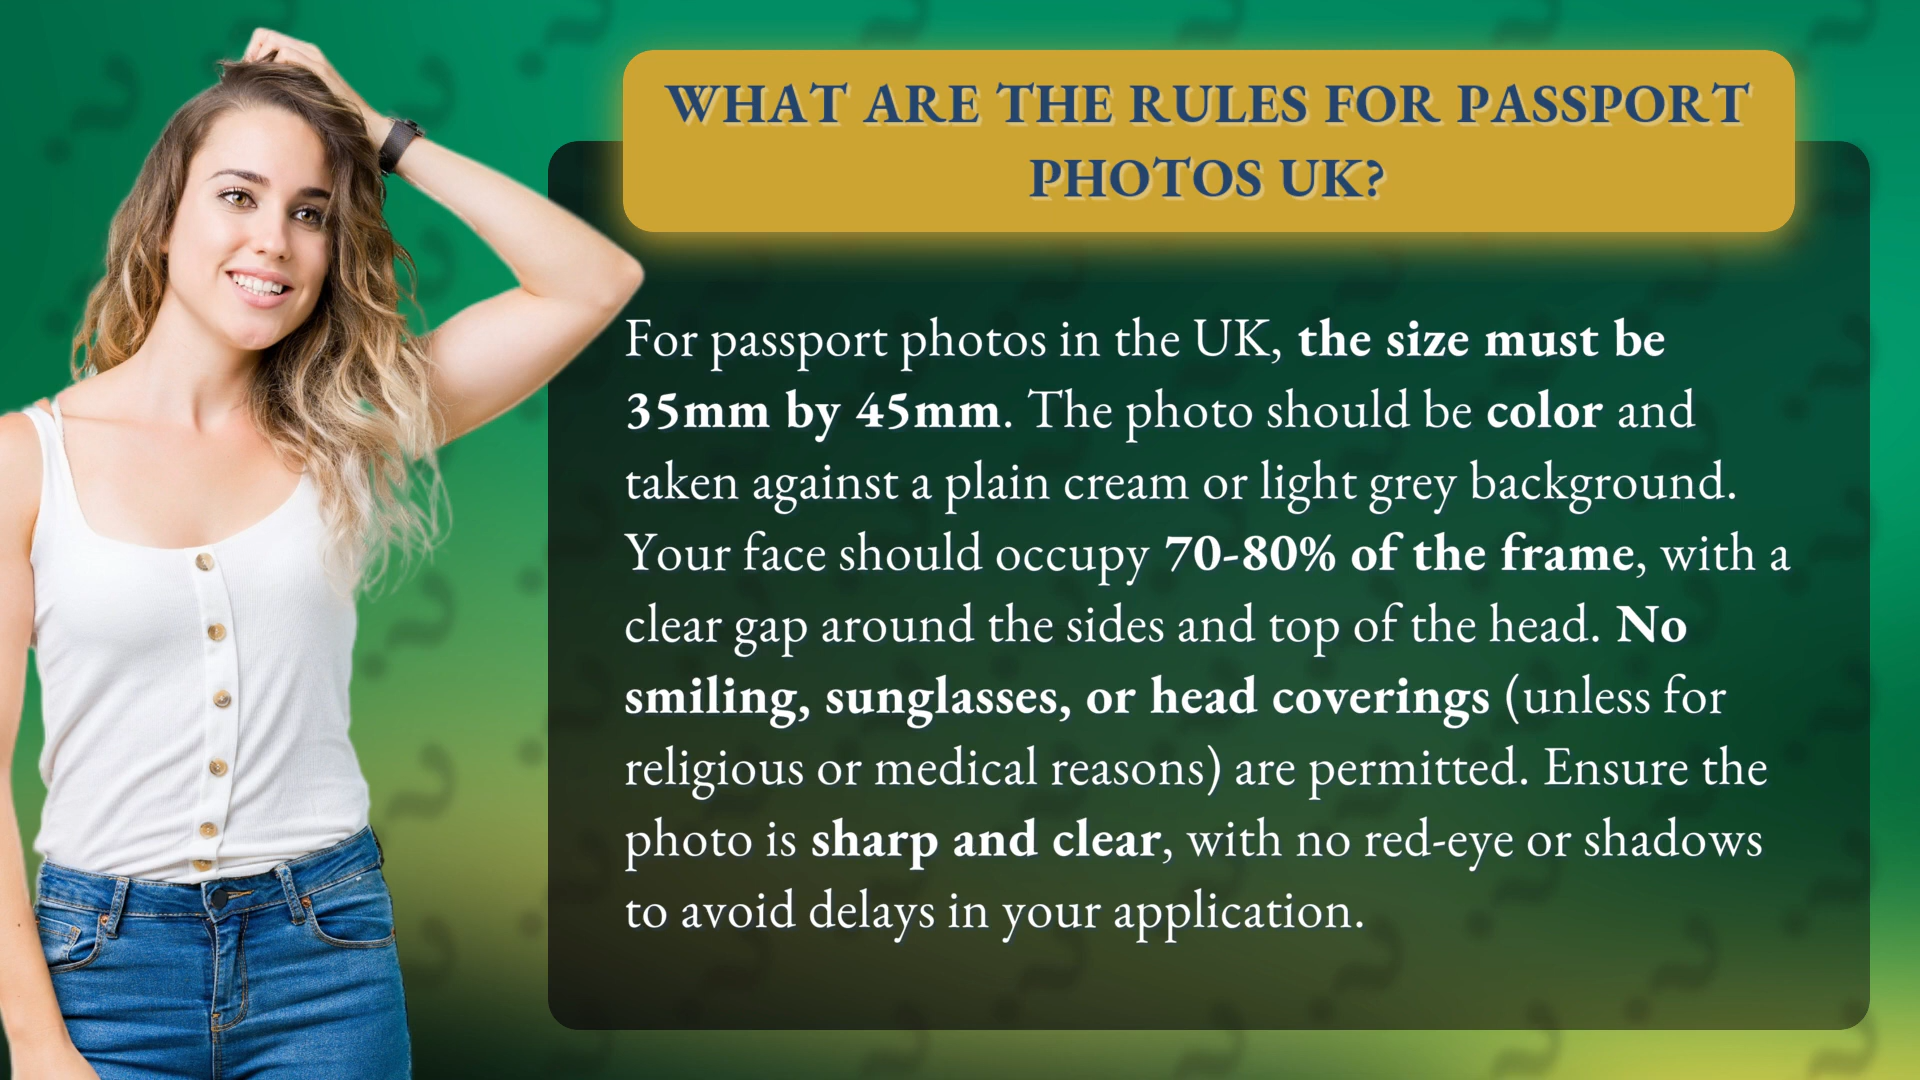 WHAT ARE THE RULES FOR PASSPORT
PHOTOS UK?
For passport photos in the UK, the size must be
35mm by 45mm. The photo should be color and
taken against a plain cream or light grey background.
Your face should occupy 70-80% of the frame, with a
clear gap around the sides and top of the head. No
smiling, sunglasses, or head coverings (unless for
religious or medical reasons) are permitted. Ensure the
photo is sharp and clear, with no red-eye or shadows
to avoid delays in your application.